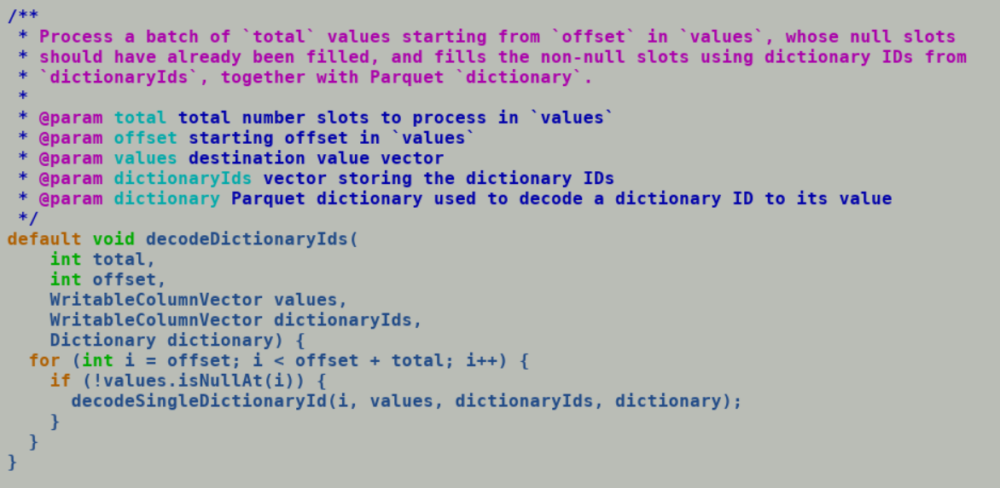 /**
 * Process a batch of `total` values starting from `offset` in `values`, whose null slots
 * should have already been filled, and fills the non-null slots using dictionary IDs from
 * `dictionaryIds`, together with Parquet `dictionary`.
 *
 * @param total total number slots to process in `values`
 * @param offset starting offset in `values`
 * @param values destination value vector
 * @param dictionaryIds vector storing the dictionary IDs
 * @param dictionary Parquet dictionary used to decode a dictionary ID to its value
 */
default void decodeDictionaryIds(
    int total,
    int offset,
    WritableColumnVector values,
    WritableColumnVector dictionaryIds,
    Dictionary dictionary) {
  for (int i = offset; i < offset + total; i++) {
    if (!values.isNullAt(i)) {
      decodeSingleDictionaryId(i, values, dictionaryIds, dictionary);
    }
  }
}